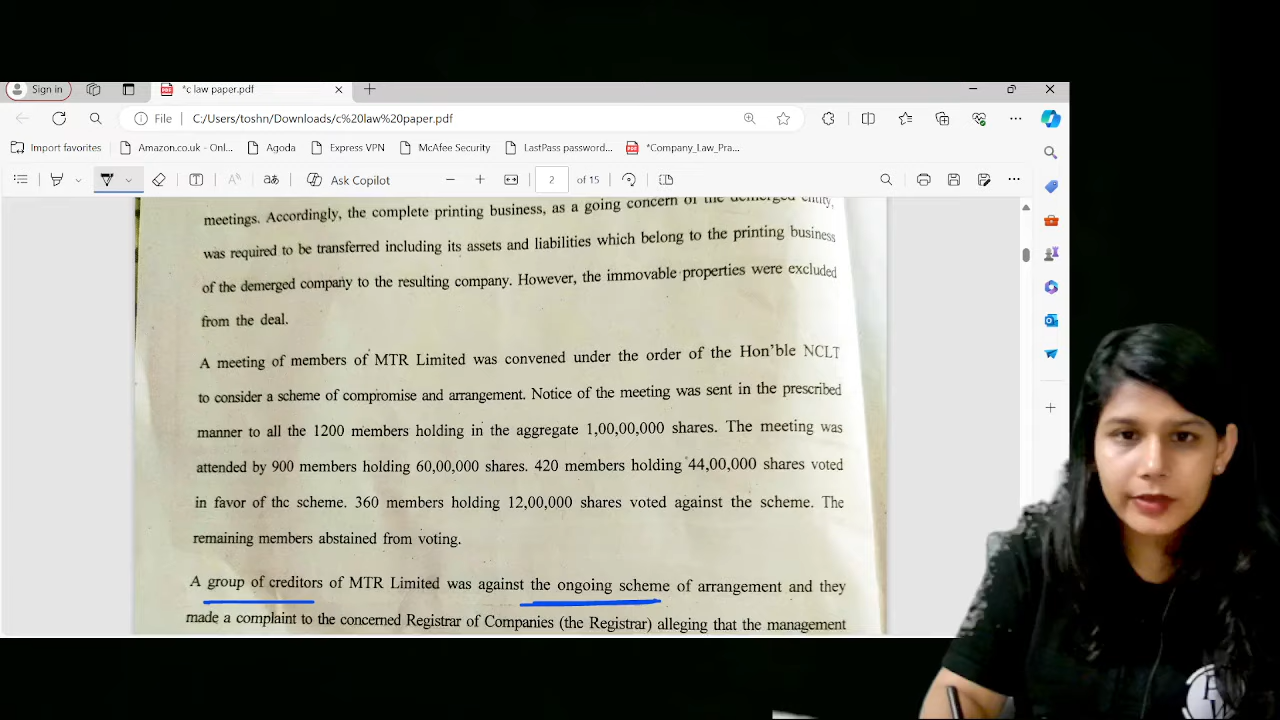 Sign in
*c law paper.pdf
File
C:/Users/toshn/Downloads/c%20law%20paper.pdf
Import favorites
Amazon.co.uk - Onl...
Agoda
Express VPN
McAfee Security
LastPass password...
*Company_Law_Pra...
Ask Copilot
2
of 15
meetings. Accordingly, the complete printing business, as a going concern of the demerged entity,
was required to be transferred including its assets and liabilities which belong to the printing business
of the demerged company to the resulting company. However, the immovable properties were excluded
from the deal.
A meeting of members of MTR Limited was convened under the order of the Hon'ble NCLT
to consider a scheme of compromise and arrangement. Notice of the meeting was sent in the prescribed
manner to all the 1200 members holding in the aggregate 1,00,00,000 shares. The meeting was
attended by 900 members holding 60,00,000 shares. 420 members holding 44,00,000 shares voted
in favor of the scheme. 360 members holding 12,00,000 shares voted against the scheme. The
remaining members abstained from voting.
A group of creditors of MTR Limited was against the ongoing scheme of arrangement and they
made a complaint to the concerned Registrar of Companies (the Registrar) alleging that the management